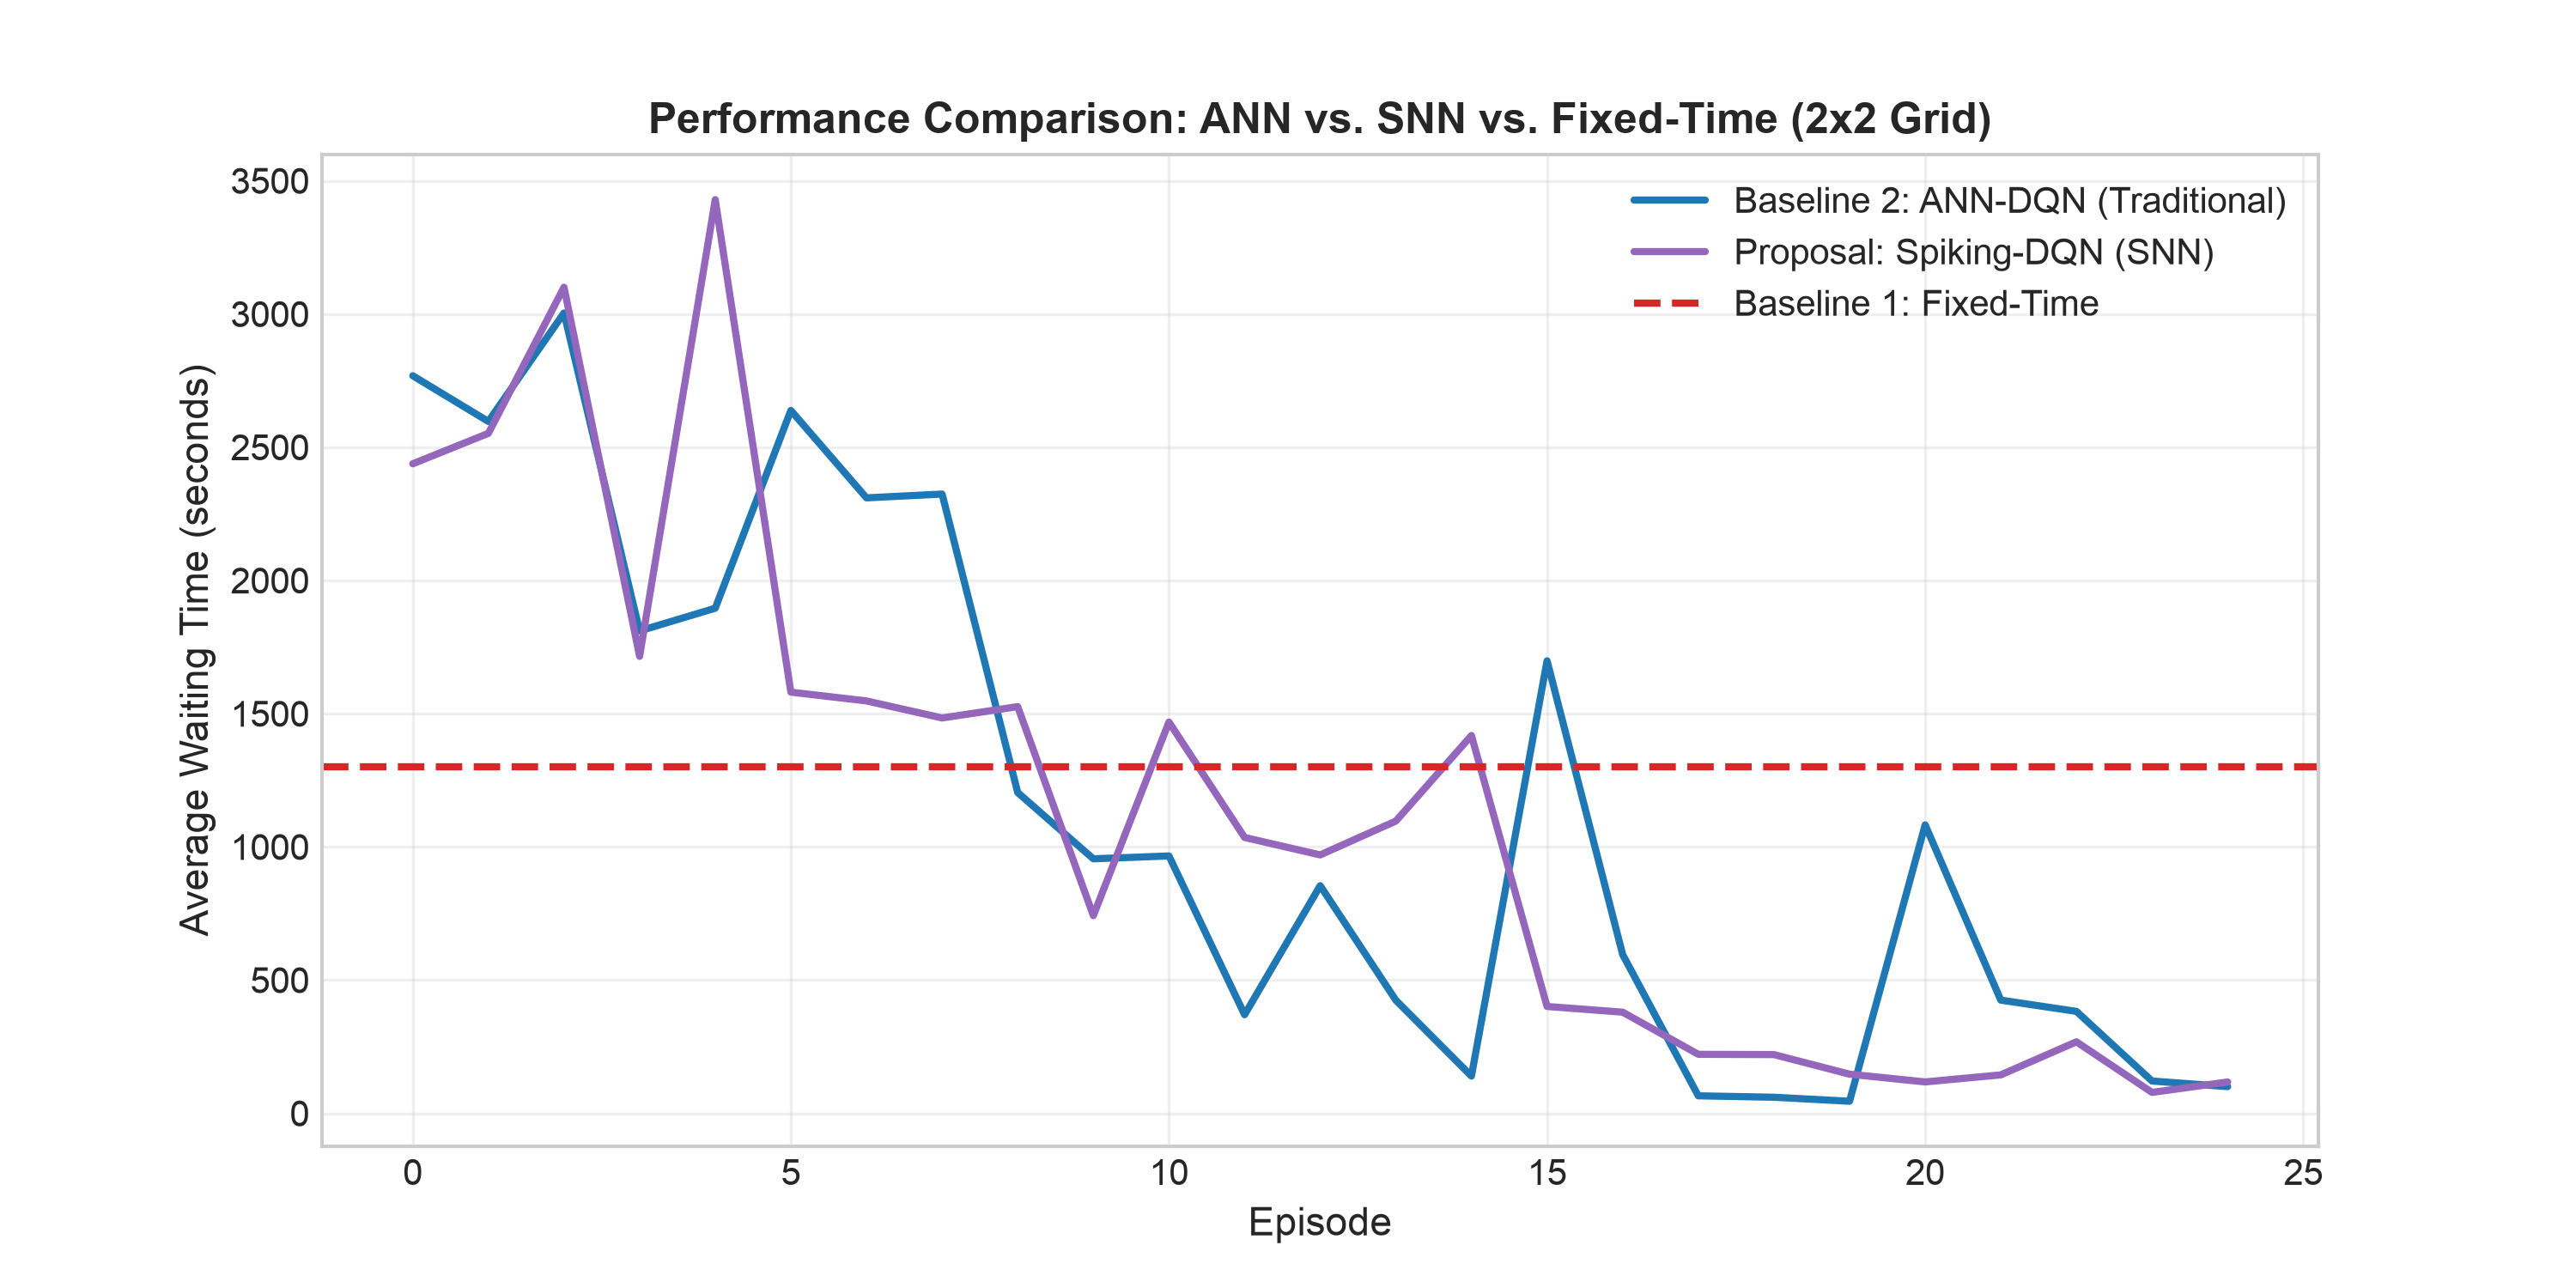 Performance Comparison: ANN vs. SNN vs. Fixed-Time (2x2 Grid)
Baseline 2: ANN-DQN (Traditional)
Proposal: Spiking-DQN (SNN)
Baseline 1: Fixed-Time
Average Waiting Time (seconds)
3500
3000
2500
2000
1500
1000
500
0
0 5 10 15 20 25
Episode